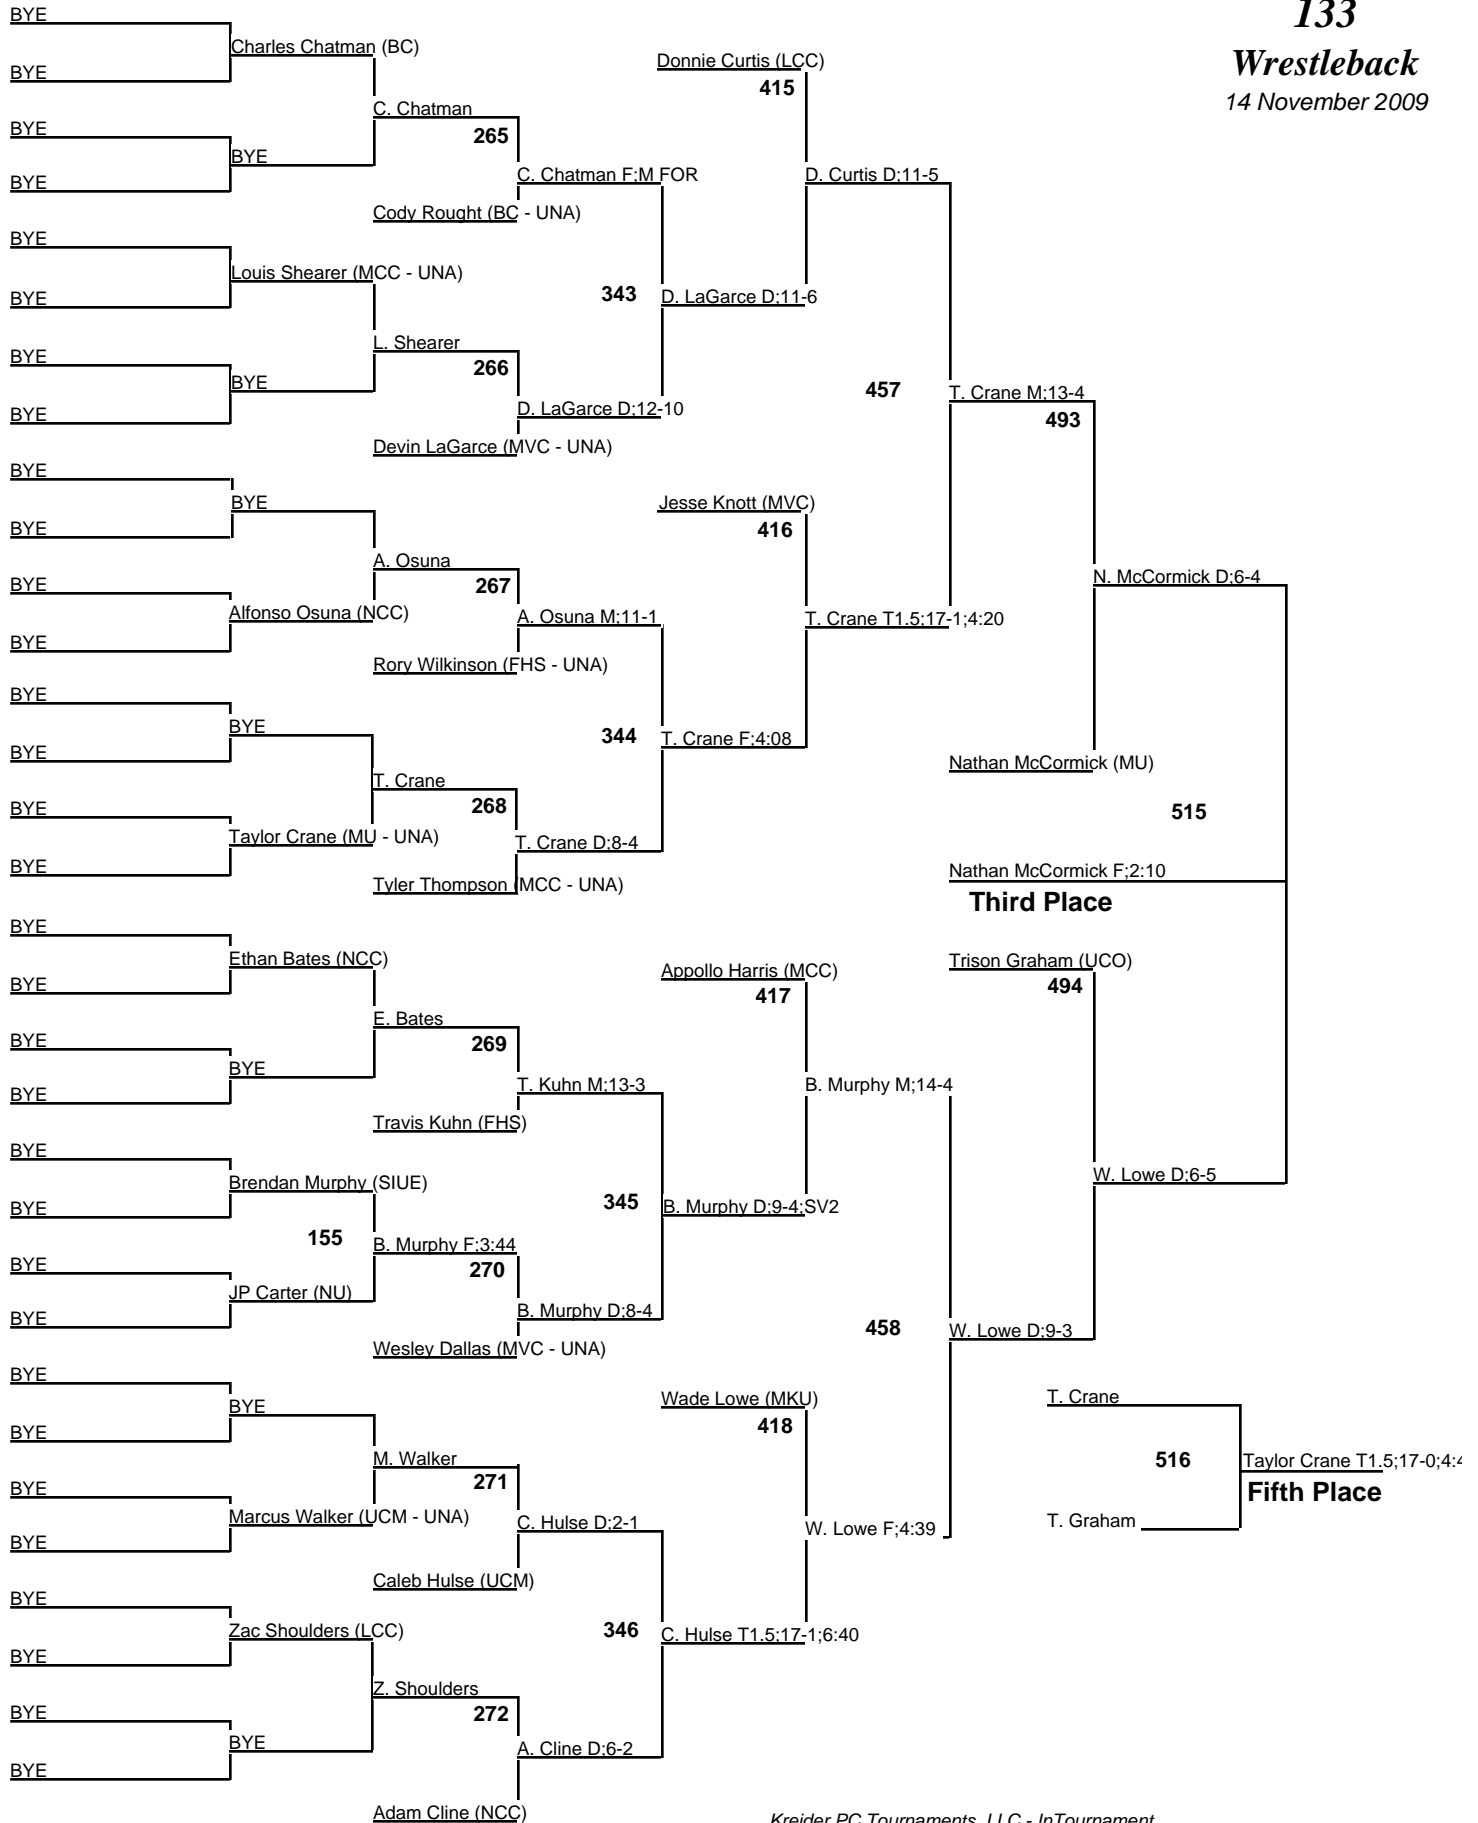 133
Wrestleback
14 November 2009
BYE
Charles Chatman (BC)
BYE
C. Chatman
265
BYE
BYE
BYE
C. Chatman F;M FOR
Cody Rought (BC - UNA)
BYE
Louis Shearer (MCC - UNA)
BYE
343
D. LaGarce D;11-6
L. Shearer
266
BYE
BYE
BYE
D. LaGarce D;12-10
Devin LaGarce (MVC - UNA)
Donnie Curtis (LCC)
415
D. Curtis D;11-5
457
T. Crane M;13-4
493
BYE
BYE
BYE
A. Osuna
267
BYE
Alfonso Osuna (NCC)
BYE
A. Osuna M;11-1
Rory Wilkinson (FHS - UNA)
Jesse Knott (MVC)
416
T. Crane T1.5;17-1;4:20
N. McCormick D;6-4
BYE
BYE
BYE
344
T. Crane F;4:08
T. Crane
268
BYE
Taylor Crane (MU - UNA)
BYE
T. Crane D;8-4
Tyler Thompson (MCC - UNA)
Nathan McCormick (MU)
515
Nathan McCormick F;2:10
Third Place
BYE
Ethan Bates (NCC)
BYE
E. Bates
269
BYE
BYE
BYE
T. Kuhn M;13-3
Travis Kuhn (FHS)
Appollo Harris (MCC)
417
B. Murphy M;14-4
Trison Graham (UCO)
494
W. Lowe D;6-5
BYE
Brendan Murphy (SIUE)
BYE
345
B. Murphy D;9-4;SV2
155
B. Murphy F;3:44
270
BYE
JP Carter (NU)
BYE
B. Murphy D;8-4
Wesley Dallas (MVC - UNA)
458
W. Lowe D;9-3
BYE
BYE
BYE
M. Walker
271
BYE
Marcus Walker (UCM - UNA)
BYE
C. Hulse D;2-1
Caleb Hulse (UCM)
Wade Lowe (MKU)
418
W. Lowe F;4:39
T. Crane
516
Fifth Place
T. Graham
BYE
Zac Shoulders (LCC)
BYE
346
C. Hulse T1.5;17-1;6:40
Z. Shoulders
272
BYE
BYE
BYE
A. Cline D;6-2
Adam Cline (NCC)
Taylor Crane T1.5;17-0;4:4
Kreider PC Tournaments, LLC - InTournament